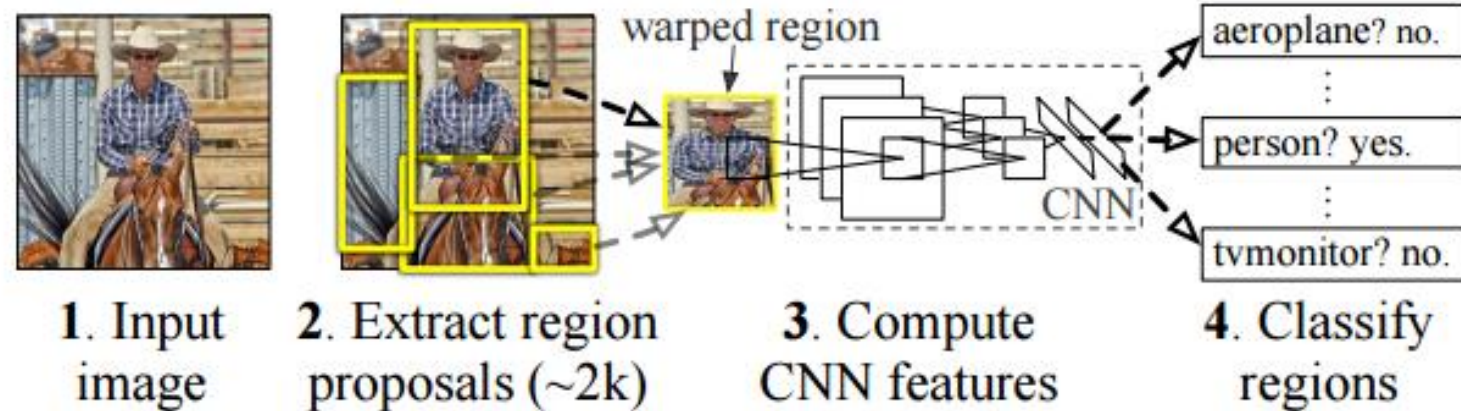 warped region
aeroplane? no.
person? yes.
CNN
tvmonitor? no.
1. Input
image
2. Extract region
proposals (~2k)
3. Compute
CNN features
4. Classify
regions